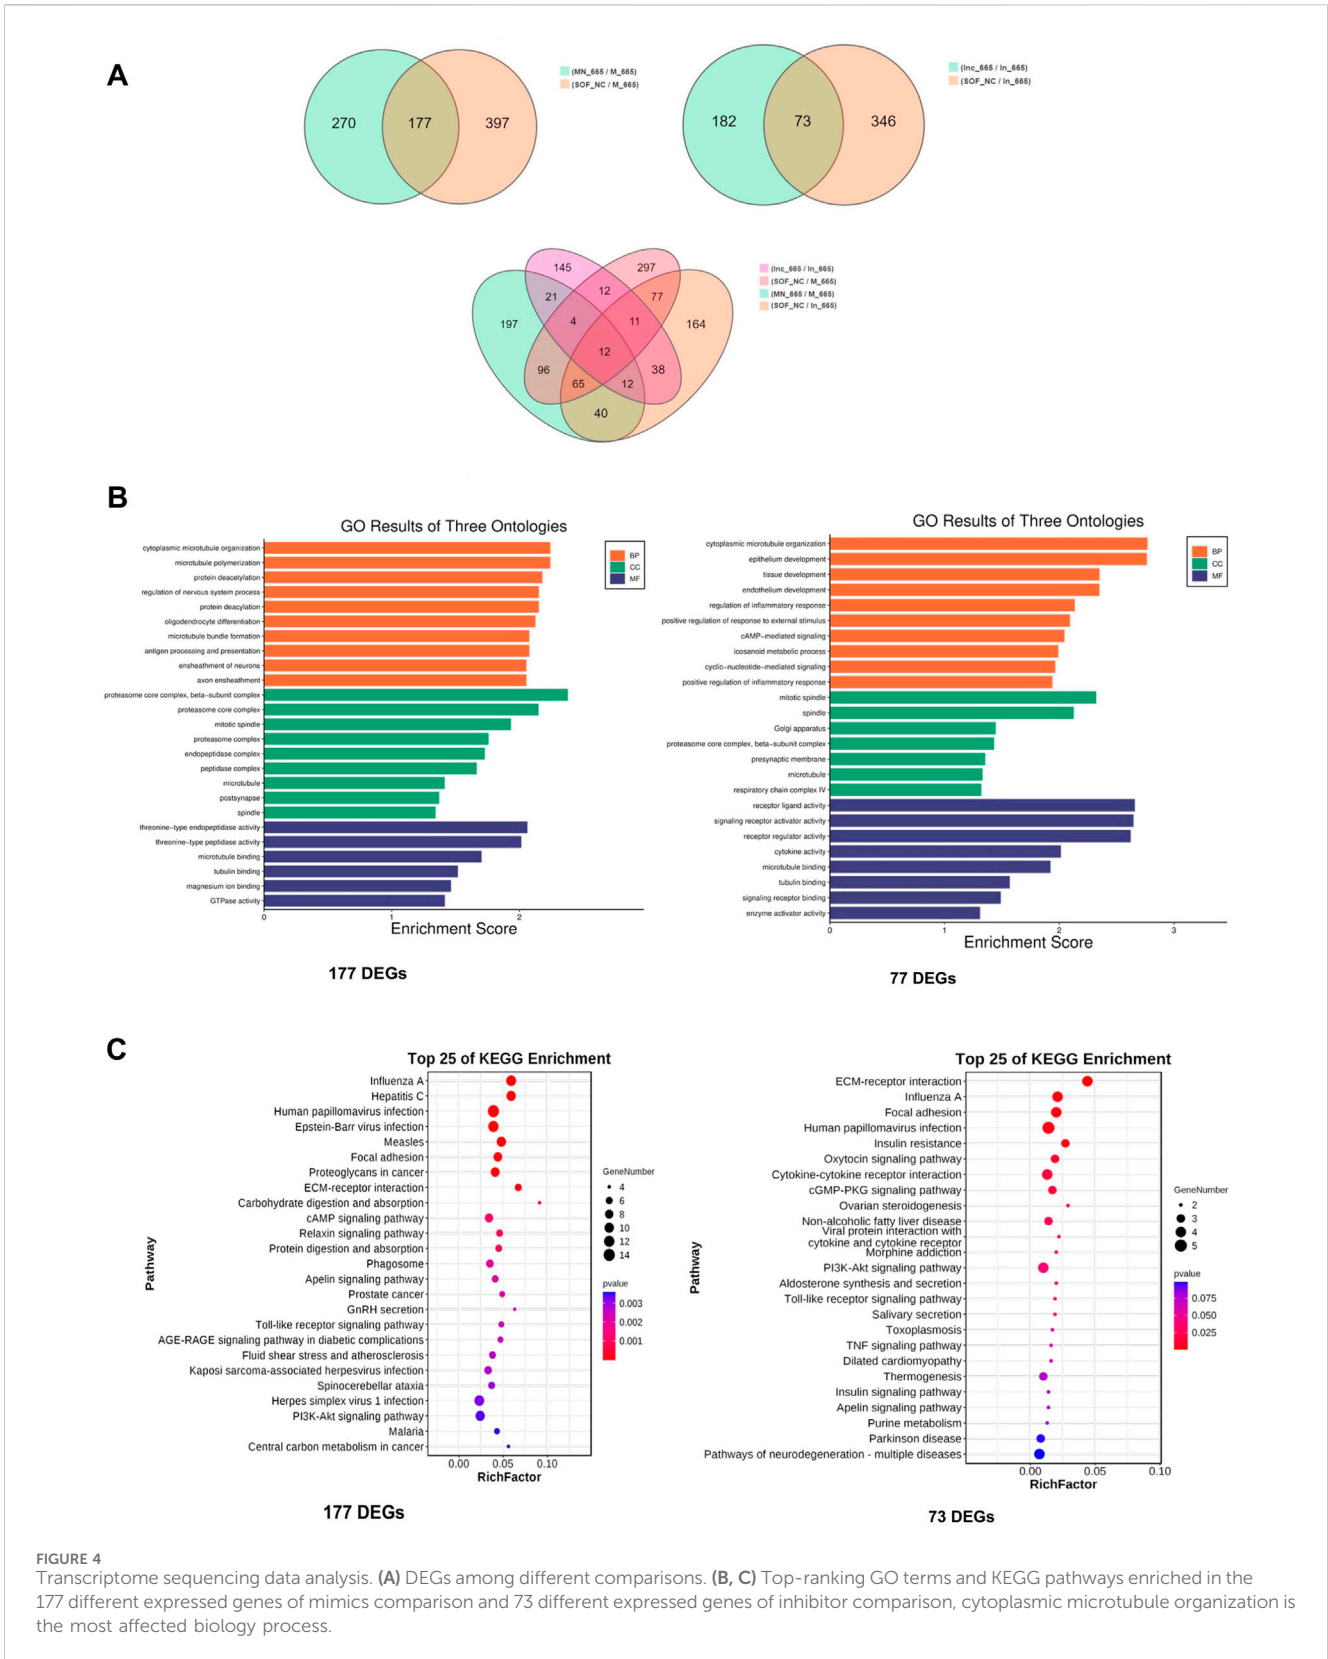 A
270
177
397
(MN_665 / M_665)
(SOF_NC / M_665)
182
73
346
(Inc_665 / In_665)
(SOF_NC / In_665)
145
297
21
12
77
197
4
11
164
12
96
38
65
12
40
(Inc_665 / In_665)
(SOF_NC / M_665)
(MN_665 / M_665)
(SOF_NC / In_665)
B
GO Results of Three Ontologies
cytoplasmic microtubule organization
microtubule polymerization
protein deacetylation
regulation of nervous system process
protein deacylation
oligodendrocyte differentiation
microtubule bundle formation
antigen processing and presentation
ensheathment of neurons
axon ensheathment
proteasome core complex, beta−subunit complex
proteasome core complex
mitotic spindle
proteasome complex
endopeptidase complex
peptidase complex
microtubule
postsynapse
spindle
threonine−type endopeptidase activity
threonine−type peptidase activity
microtubule binding
tubulin binding
magnesium ion binding
GTPase activity
BP
CC
MF
0 1 2
Enrichment Score
177 DEGs
GO Results of Three Ontologies
cytoplasmic microtubule organization
epithelium development
tissue development
endothelium development
regulation of inflammatory response
positive regulation of response to external stimulus
cAMP−mediated signaling
icosanoid metabolic process
cyclic−nucleotide−mediated signaling
positive regulation of inflammatory response
mitotic spindle
spindle
Golgi apparatus
proteasome core complex, beta−subunit complex
presynaptic membrane
microtubule
respiratory chain complex IV
receptor ligand activity
signaling receptor activator activity
receptor regulator activity
cytokine activity
microtubule binding
tubulin binding
signaling receptor binding
enzyme activator activity
BP
CC
MF
0 1 2 3
Enrichment Score
77 DEGs
C
Top 25 of KEGG Enrichment
Pathway
Influenza A
Hepatitis C
Human papillomavirus infection
Epstein-Barr virus infection
Measles
Focal adhesion
Proteoglycans in cancer
ECM-receptor interaction
Carbohydrate digestion and absorption
cAMP signaling pathway
Relaxin signaling pathway
Protein digestion and absorption
Phagosome
Apelin signaling pathway
Prostate cancer
GnRH secretion
Toll-like receptor signaling pathway
AGE-RAGE signaling pathway in diabetic complications
Fluid shear stress and atherosclerosis
Kaposi sarcoma-associated herpesvirus infection
Spinocerebellar ataxia
Herpes simplex virus 1 infection
PI3K-Akt signaling pathway
Malaria
Central carbon metabolism in cancer
0.00 0.05 0.10
RichFactor
GeneNumber
4
6
8
10
12
14
pvalue
0.003
0.002
0.001
177 DEGs
Top 25 of KEGG Enrichment
Pathway
ECM-receptor interaction
Influenza A
Focal adhesion
Human papillomavirus infection
Insulin resistance
Oxytocin signaling pathway
Cytokine-cytokine receptor interaction
cGMP-PKG signaling pathway
Ovarian steroidogenesis
Non-alcoholic fatty liver disease
Viral protein interaction with
cytokine and cytokine receptor
Morphine addiction
PI3K-Akt signaling pathway
Aldosterone synthesis and secretion
Toll-like receptor signaling pathway
Salivary secretion
Toxoplasmosis
TNF signaling pathway
Dilated cardiomyopathy
Thermogenesis
Insulin signaling pathway
Apelin signaling pathway
Purine metabolism
Parkinson disease
Pathways of neurodegeneration - multiple diseases
0.00 0.05 0.10
RichFactor
GeneNumber
2
3
4
5
pvalue
0.075
0.050
0.025
73 DEGs
FIGURE 4
Transcriptome sequencing data analysis. (A) DEGs among different comparisons. (B, C) Top-ranking GO terms and KEGG pathways enriched in the
177 different expressed genes of mimics comparison and 73 different expressed genes of inhibitor comparison, cytoplasmic microtubule organization is
the most affected biology process.